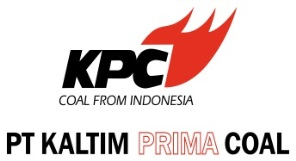 KPC
COAL FROM INDONESIA
PT KALTIM PRIMA COAL